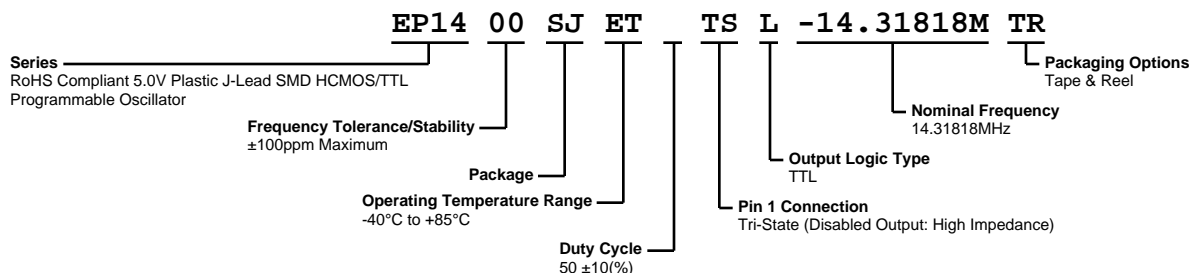 EP14 00 SJ ET TS L -14.31818M TR
Series
RoHS Compliant 5.0V Plastic J-Lead SMD HCMOS/TTL
Programmable Oscillator
Packaging Options
Tape & Reel
Nominal Frequency
14.31818MHz
Frequency Tolerance/Stability
±100ppm Maximum
Output Logic Type
TTL
Package
Operating Temperature Range
-40°C to +85°C
Pin 1 Connection
Tri-State (Disabled Output: High Impedance)
Duty Cycle
50 ±10(%)